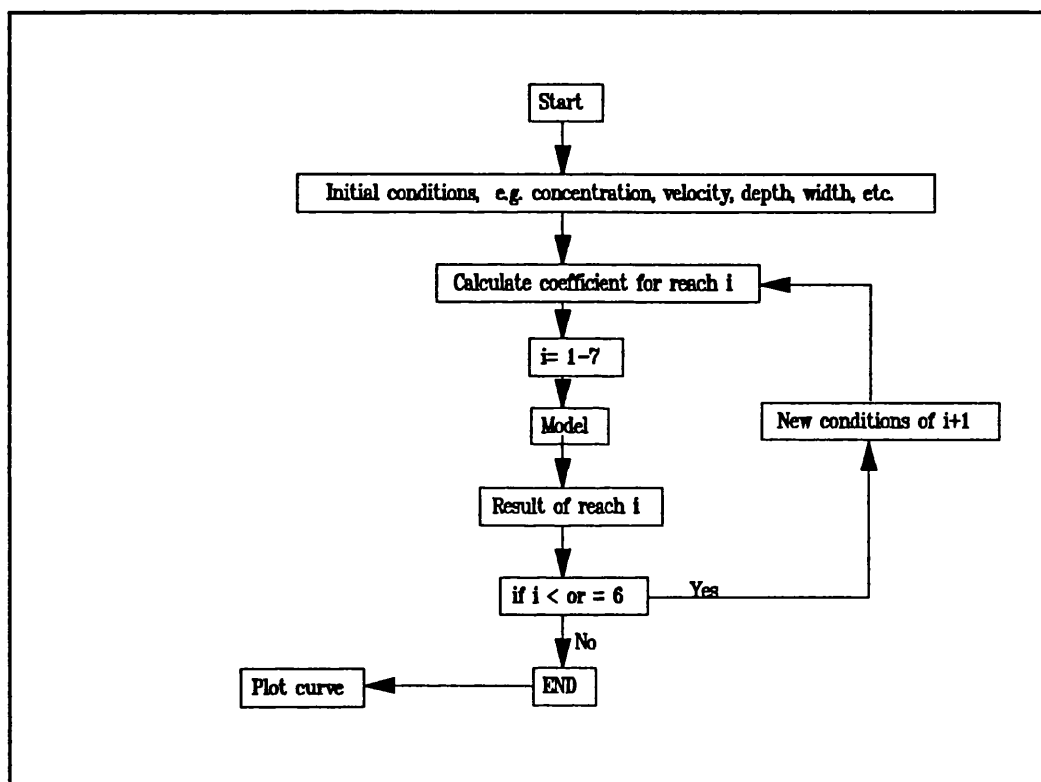 Start
Initial conditions, e.g. concentration, velocity, depth, width, etc.
Calculate coefficient for reach i
i= 1-7
Model
New conditions of i+1
Result of reach i
if i < or = 6
Yes
No
Plot curve
END